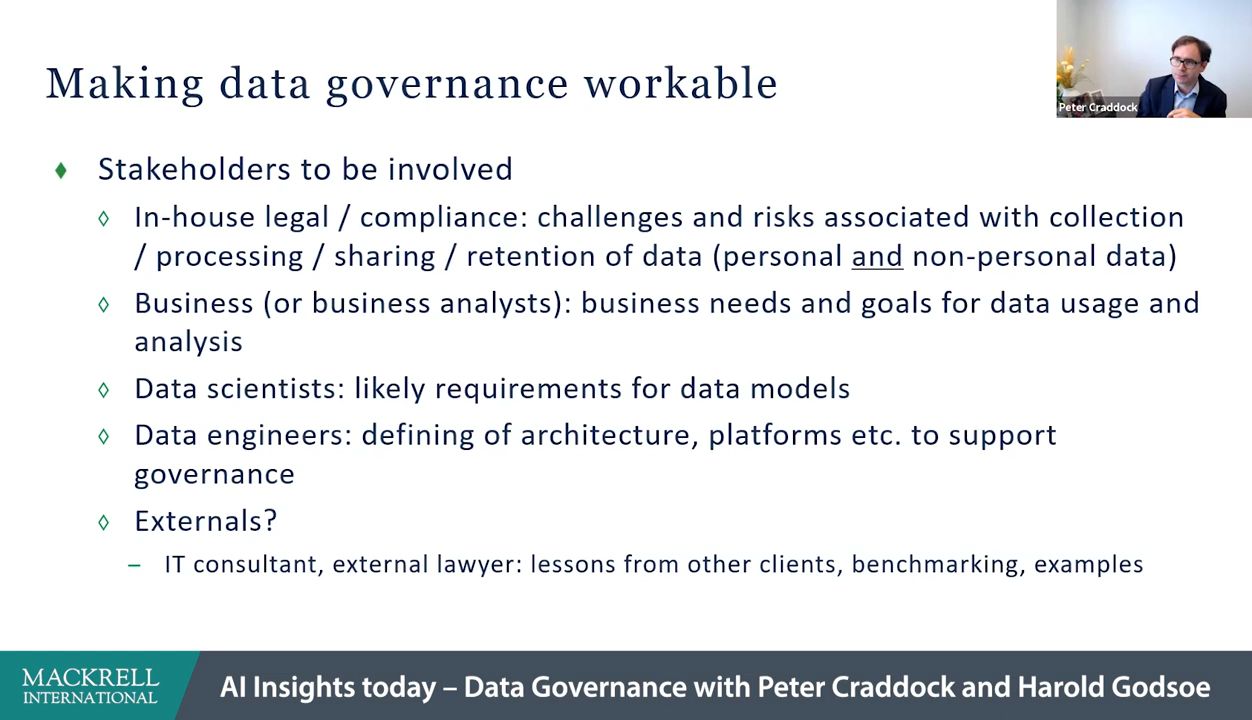 Making data governance workable
Peter Craddock
Stakeholders to be involved
In-house legal / compliance: challenges and risks associated with collection
/ processing / sharing / retention of data (personal and non-personal data)
Business (or business analysts): business needs and goals for data usage and
analysis
Data scientists: likely requirements for data models
Data engineers: defining of architecture, platforms etc. to support
governance
Externals?
– IT consultant, external lawyer: lessons from other clients, benchmarking, examples
MACKRELL
INTERNATIONAL
AI Insights today – Data Governance with Peter Craddock and Harold Godsoe